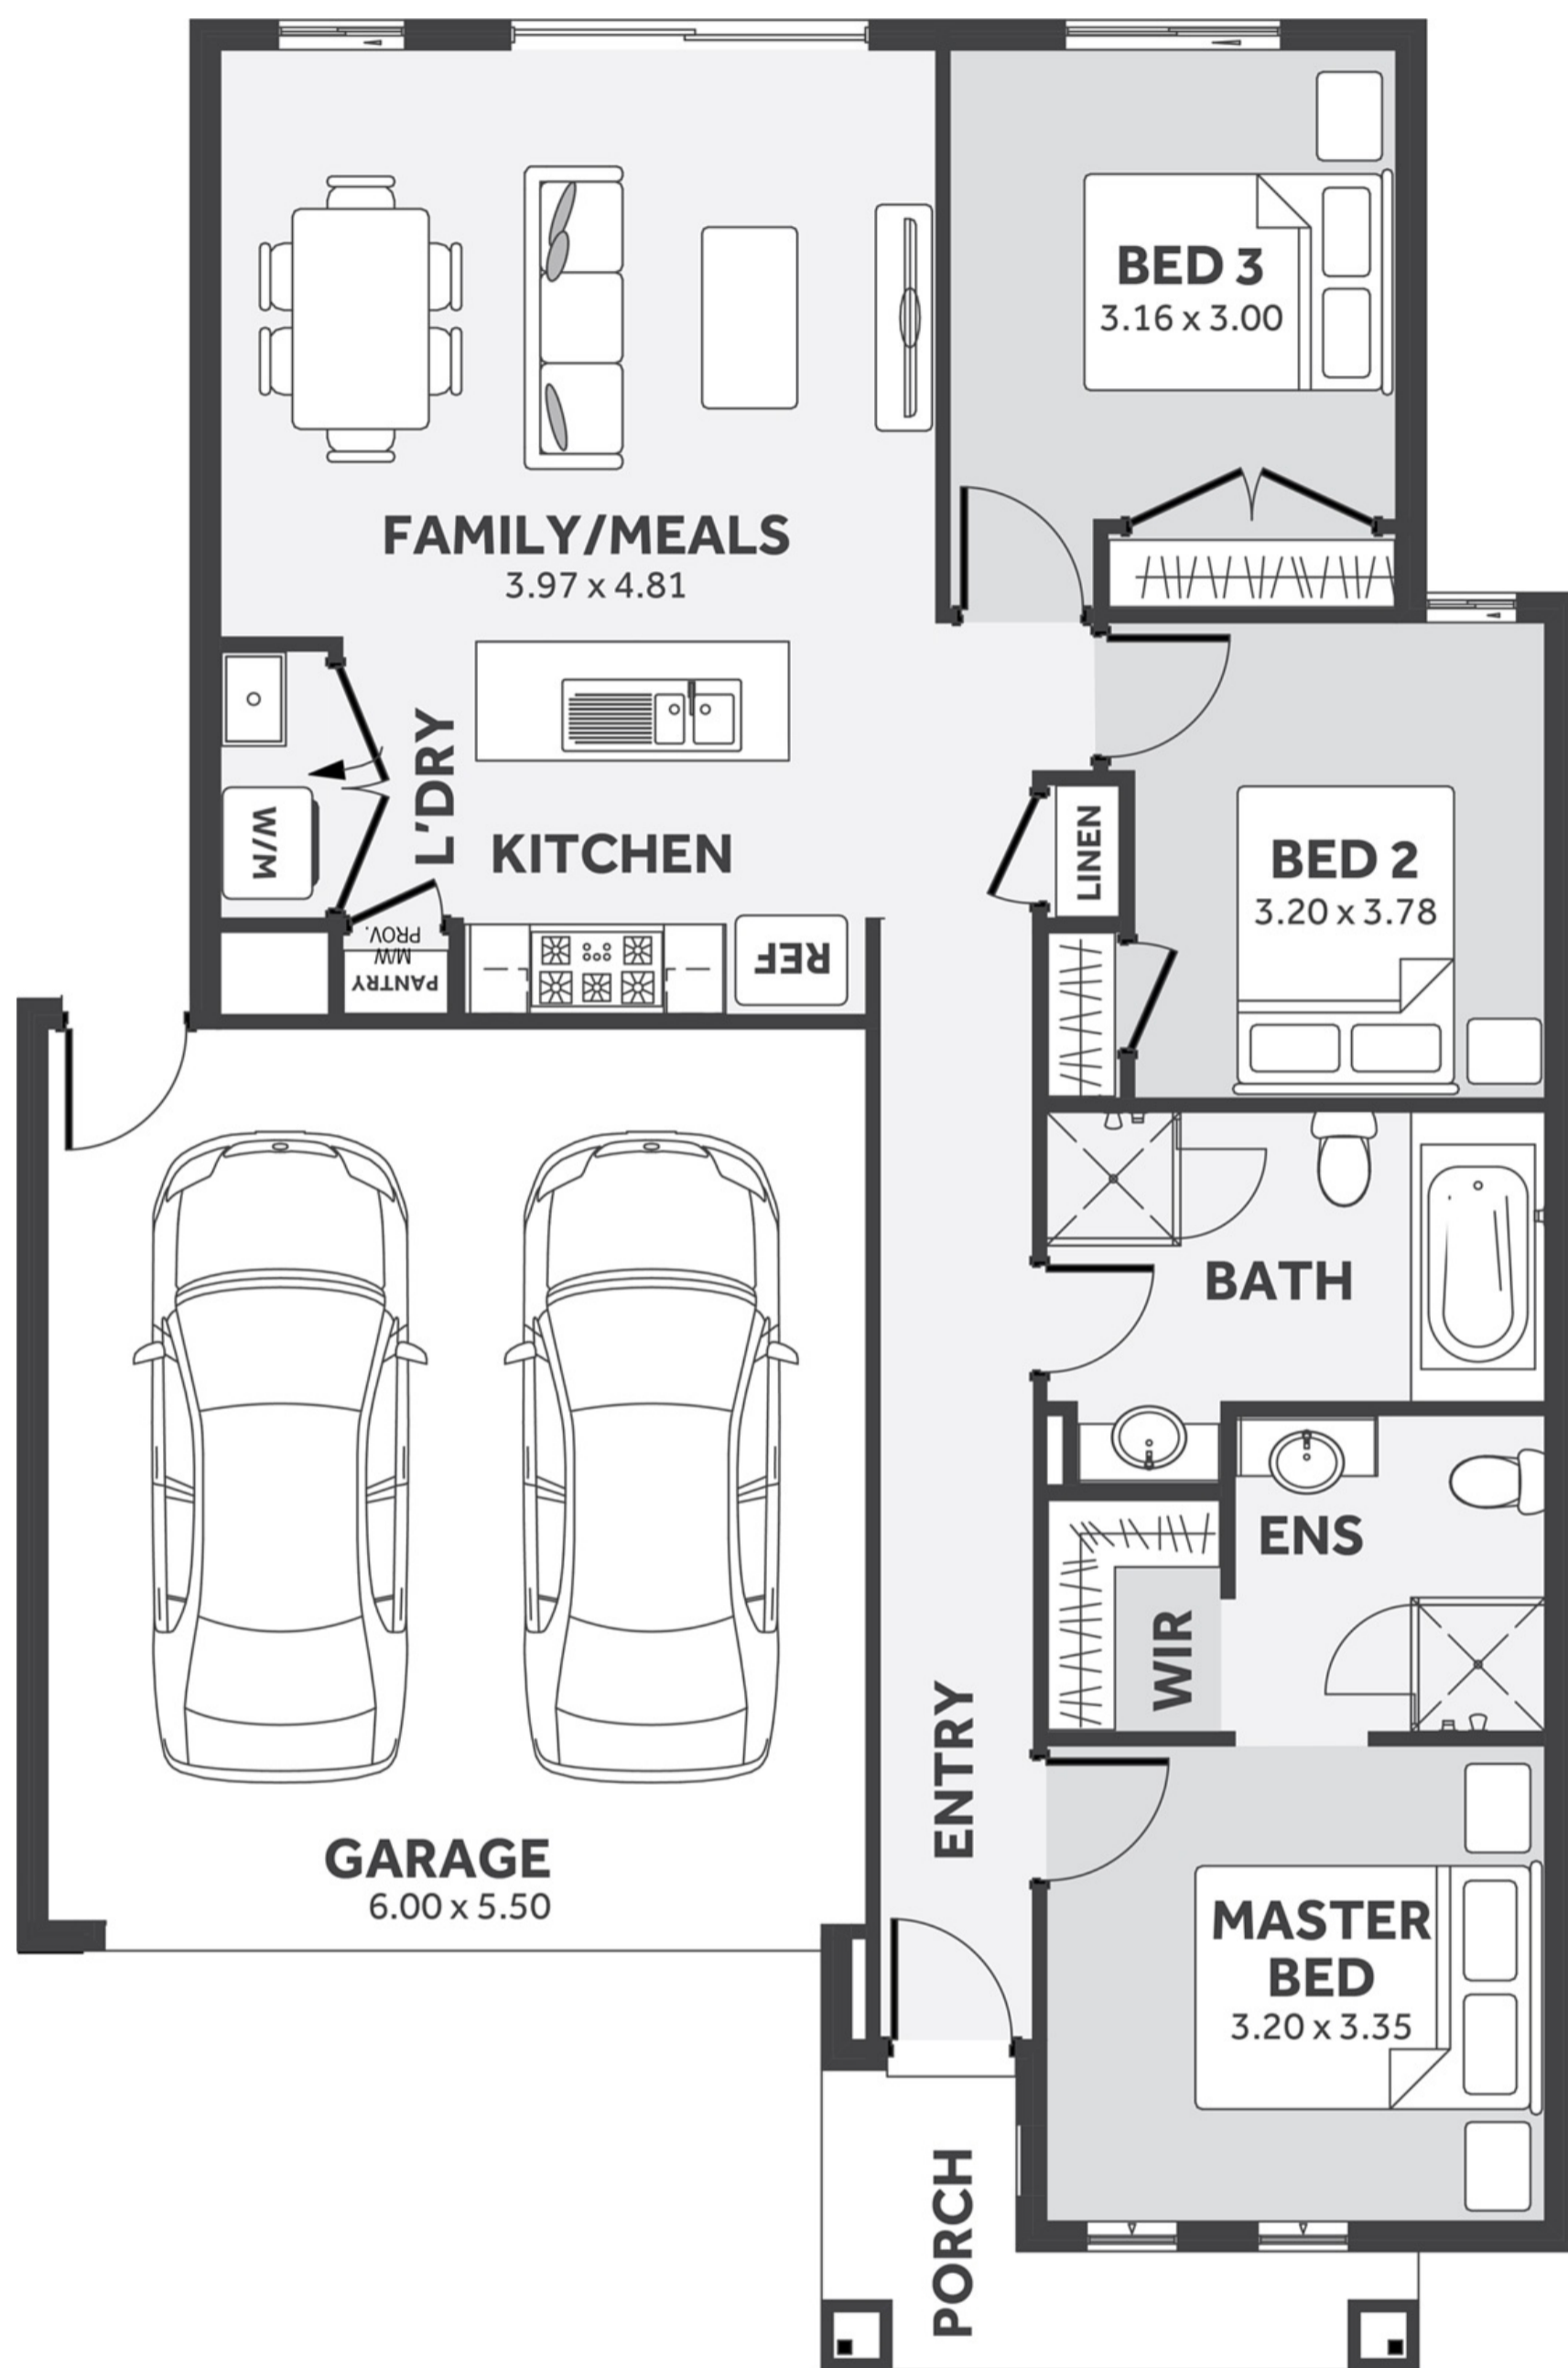 BED 3
3.16 x 3.00
FAMILY/MEALS
3.97 x 4.81
L'DRY
W/M
KITCHEN
LINEN
BED 2
3.20 x 3.78
MW
PROV.
PANTRY
REF
BATH
ENS
WIR
ENTRY
GARAGE
6.00 x 5.50
MASTER
BED
3.20 x 3.35
PORCH